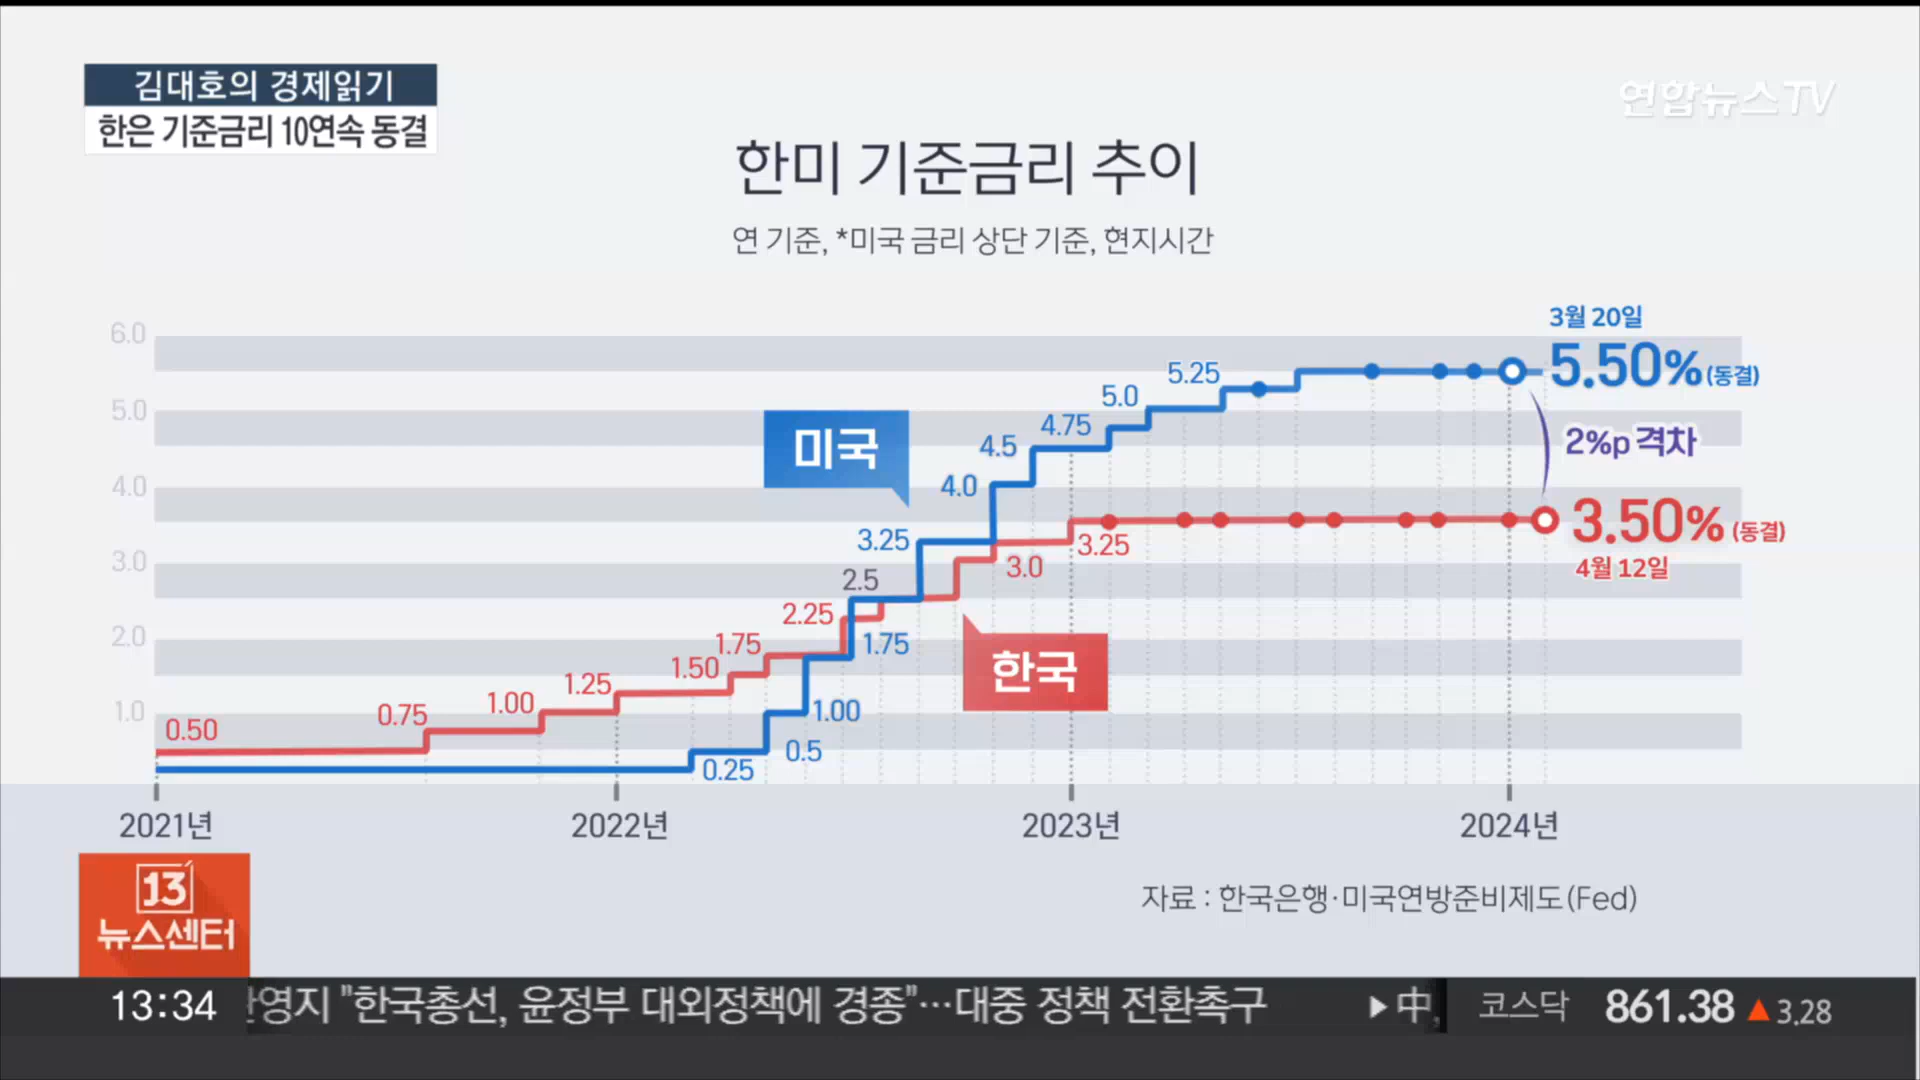 김대호의 경제읽기
한은 기준금리 10연속 동결
연합뉴스TV
한미 기준금리 추이
연 기준, *미국 금리 상단 기준, 현지시간
3월 20일
5.50% (동결)
2%p 격차
3.50% (동결)
4월 12일
미국
한국
6.0
5.0
4.0
3.0
2.0
1.0
0.50
0.75
1.00
1.25
1.50
1.75
2.25
2.5
3.0
3.25
0.25
0.5
1.00
1.75
3.25
4.0
4.5
4.75
5.0
5.25
2021년
2022년
2023년
2024년
자료 : 한국은행·미국연방준비제도(Fed)
13
뉴스센터
13:34
영지 "한국총선, 윤정부 대외정책에 경종"…대중 정책 전환촉구
▶中,
코스닥 861.38 ▲3.28